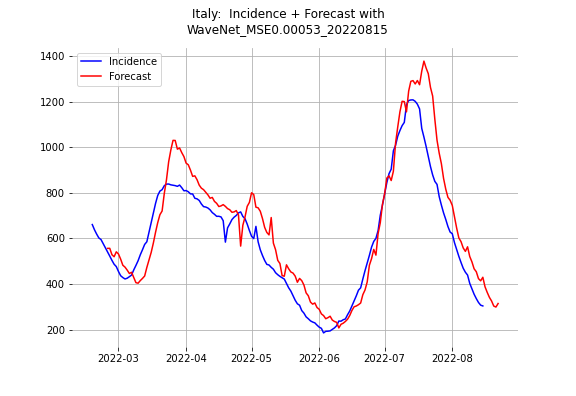 Italy:  Incidence + Forecast with
WaveNet_MSE0.00053_20220815
Incidence
Forecast
1400
1200
1000
800
600
400
200
2022-03 2022-04 2022-05 2022-06 2022-07 2022-08